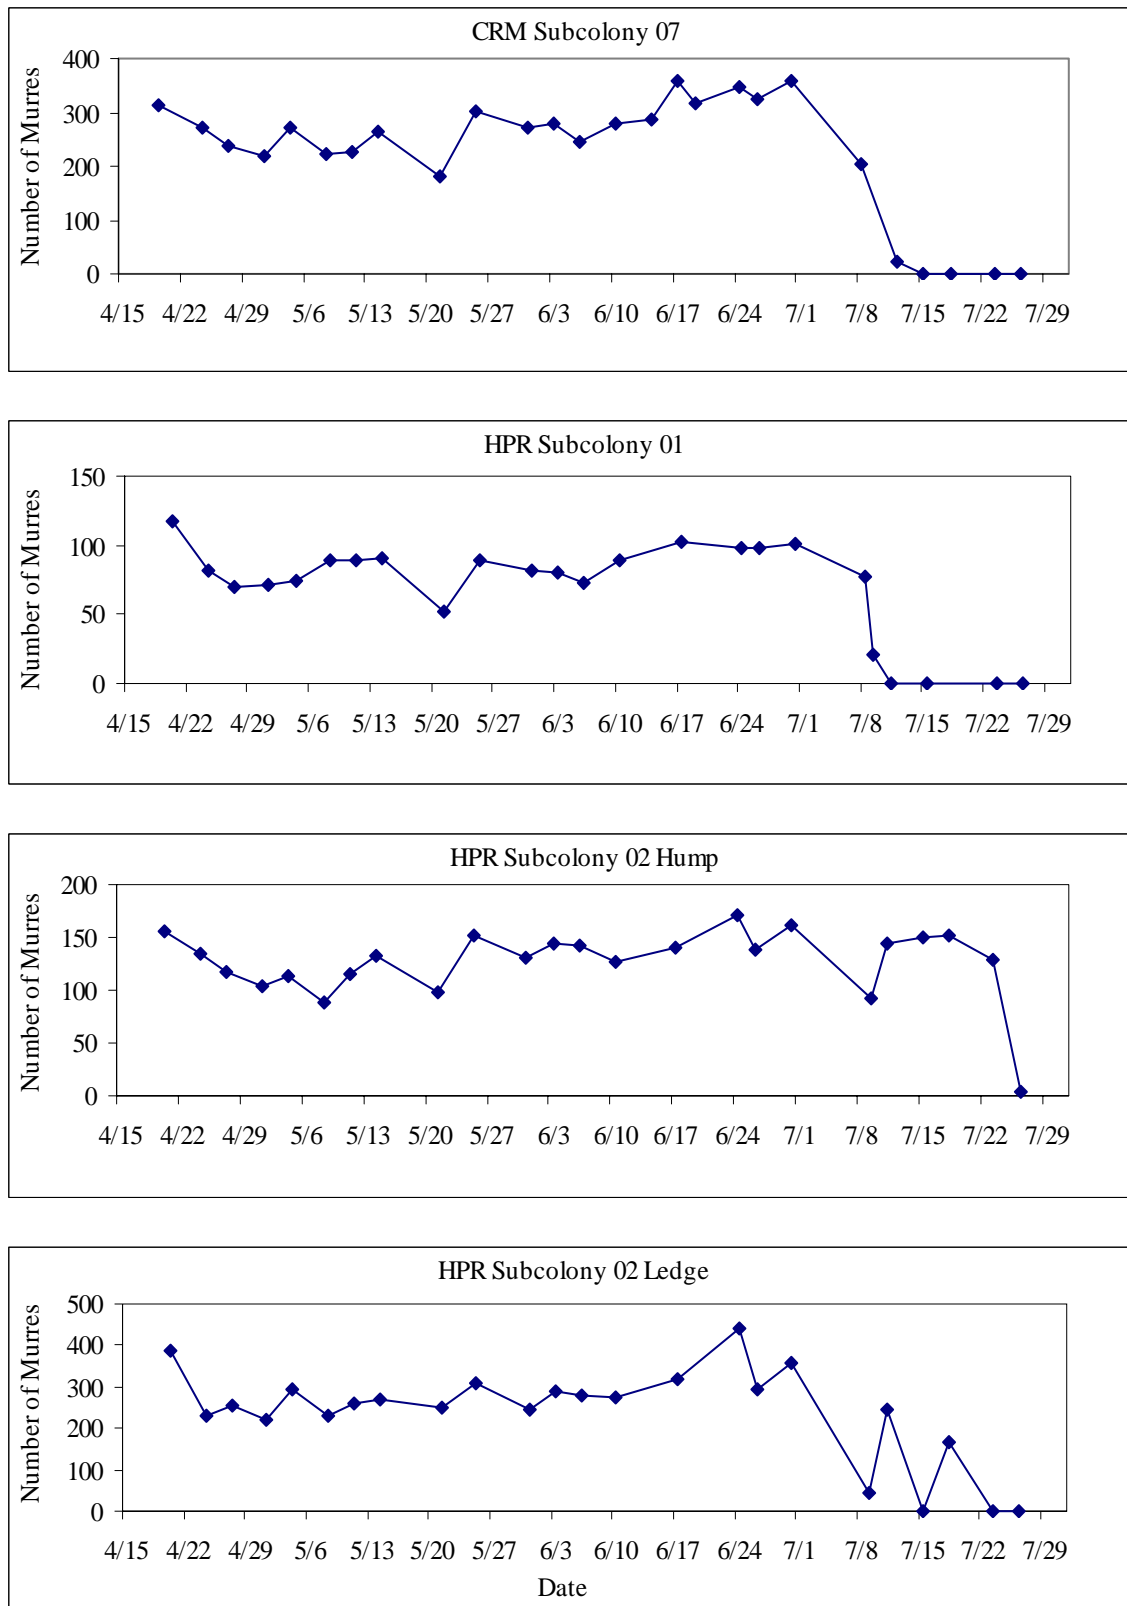 CRM Subcolony 07
Number of Murres
400
300
200
100
0
4/15 4/22 4/29 5/6 5/13 5/20 5/27 6/3 6/10 6/17 6/24 7/1 7/8 7/15 7/22 7/29
HPR Subcolony 01
Number of Murres
150
100
50
0
4/15 4/22 4/29 5/6 5/13 5/20 5/27 6/3 6/10 6/17 6/24 7/1 7/8 7/15 7/22 7/29
HPR Subcolony 02 Hump
Number of Murres
200
150
100
50
0
4/15 4/22 4/29 5/6 5/13 5/20 5/27 6/3 6/10 6/17 6/24 7/1 7/8 7/15 7/22 7/29
HPR Subcolony 02 Ledge
Number of Murres
500
400
300
200
100
0
4/15 4/22 4/29 5/6 5/13 5/20 5/27 6/3 6/10 6/17 6/24 7/1 7/8 7/15 7/22 7/29
Date